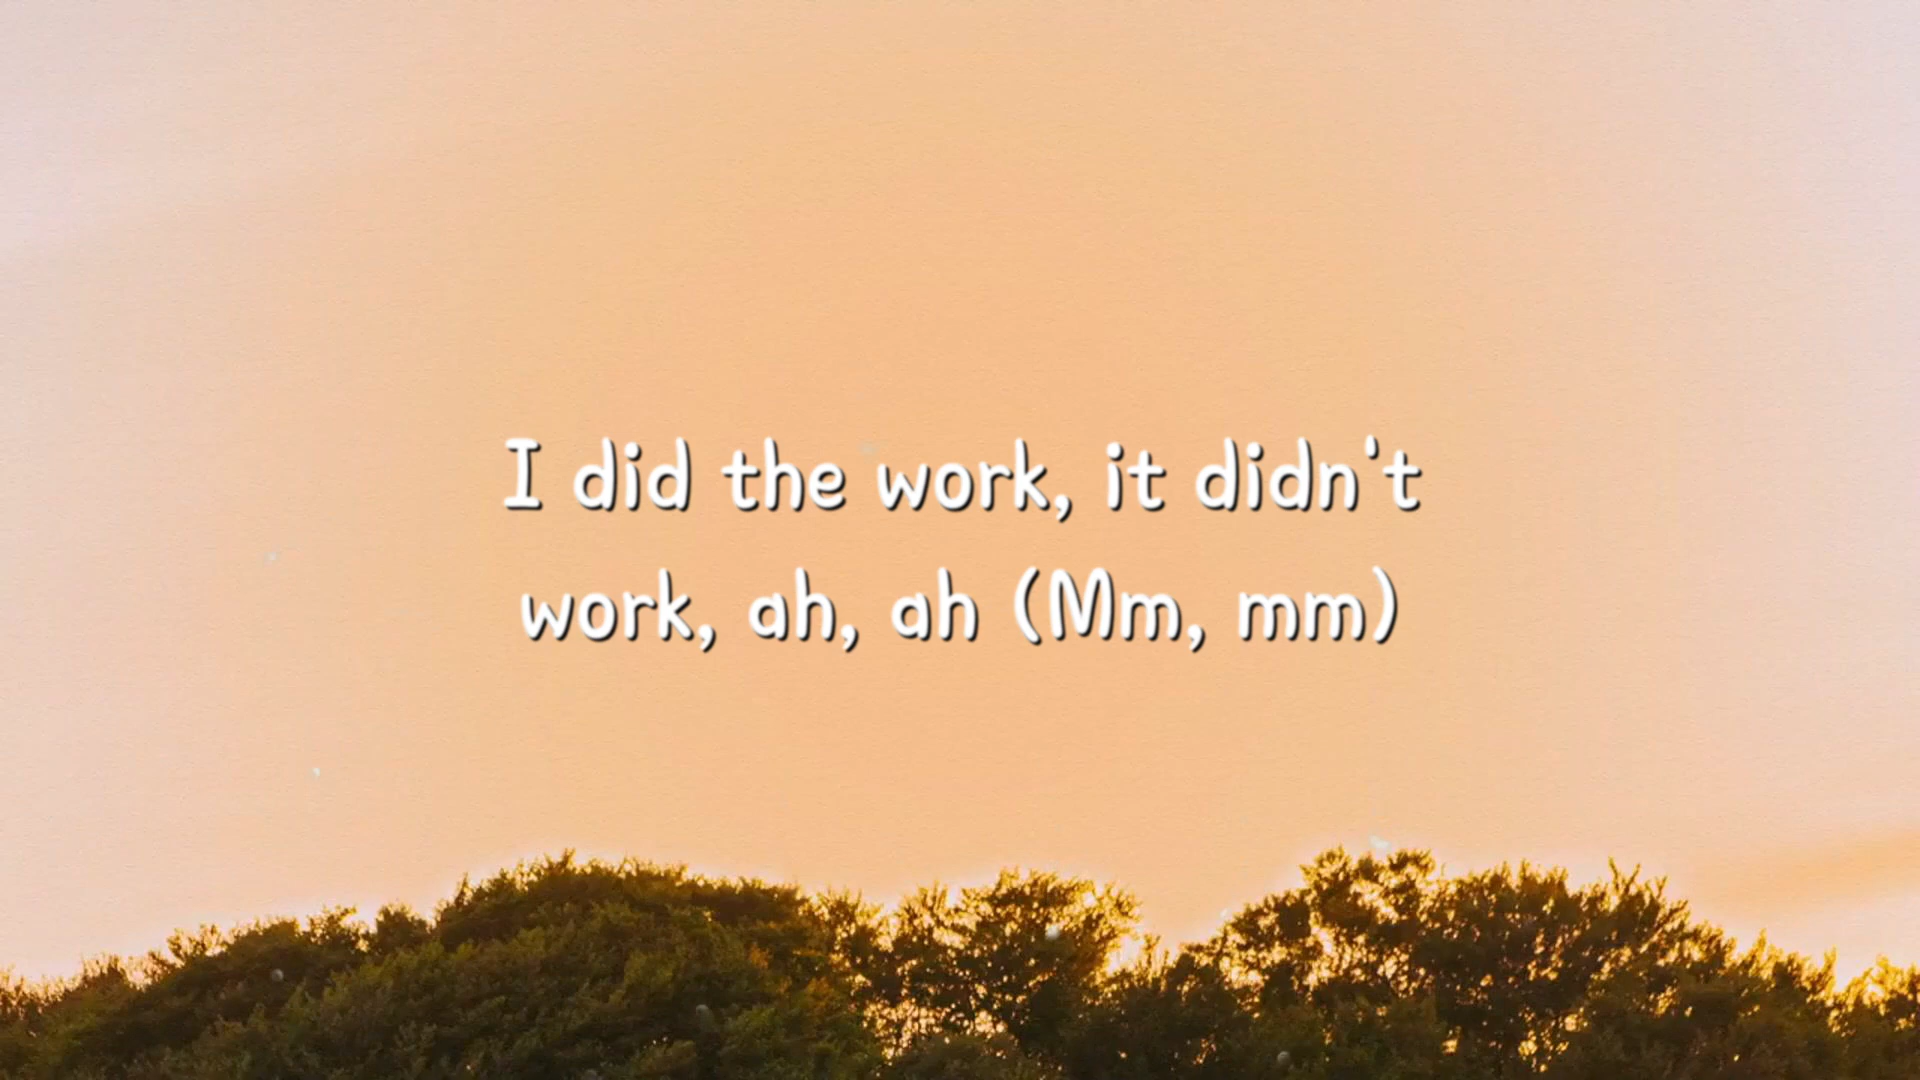 I did the work, it didn't
work, ah, ah (Mm, mm)